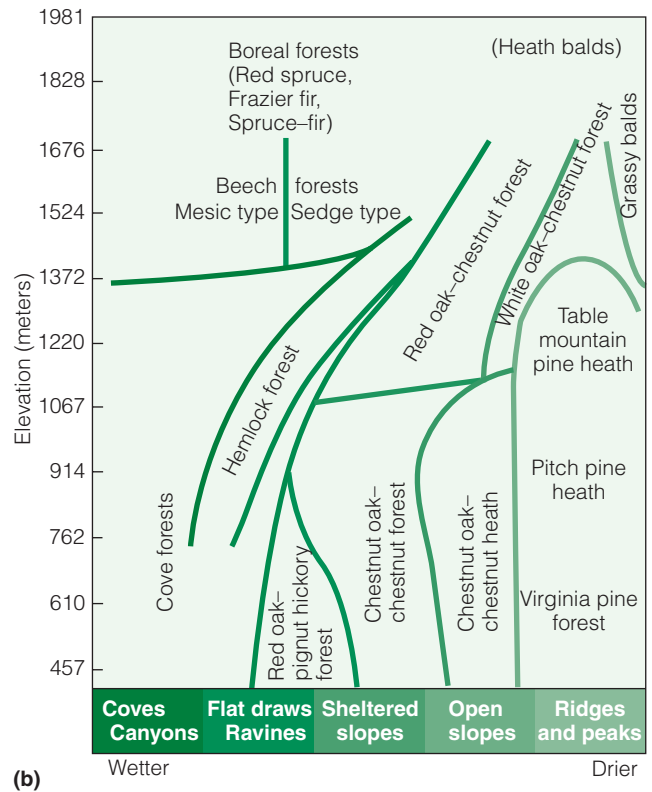 1981
1828
1676
1524
1372
1220
1067
914
762
610
457
Elevation (meters)
Boreal forests
(Red spruce,
Frazier fir,
Spruce–fir)
(Heath balds)
Beech forests
Mesic type Sedge type
Red oak–chestnut forest
White oak–chestnut forest
Grassy balds
Table
mountain
pine heath
Hemlock forest
Cove forests
Pitch pine
heath
Red oak–
pignut hickory
forest
Chestnut oak–
chestnut forest
Chestnut oak–
chestnut heath
Virginia pine
forest
Coves
Canyons
Flat draws
Ravines
Sheltered
slopes
Open
slopes
Ridges
and peaks
Wetter
Drier
(b)